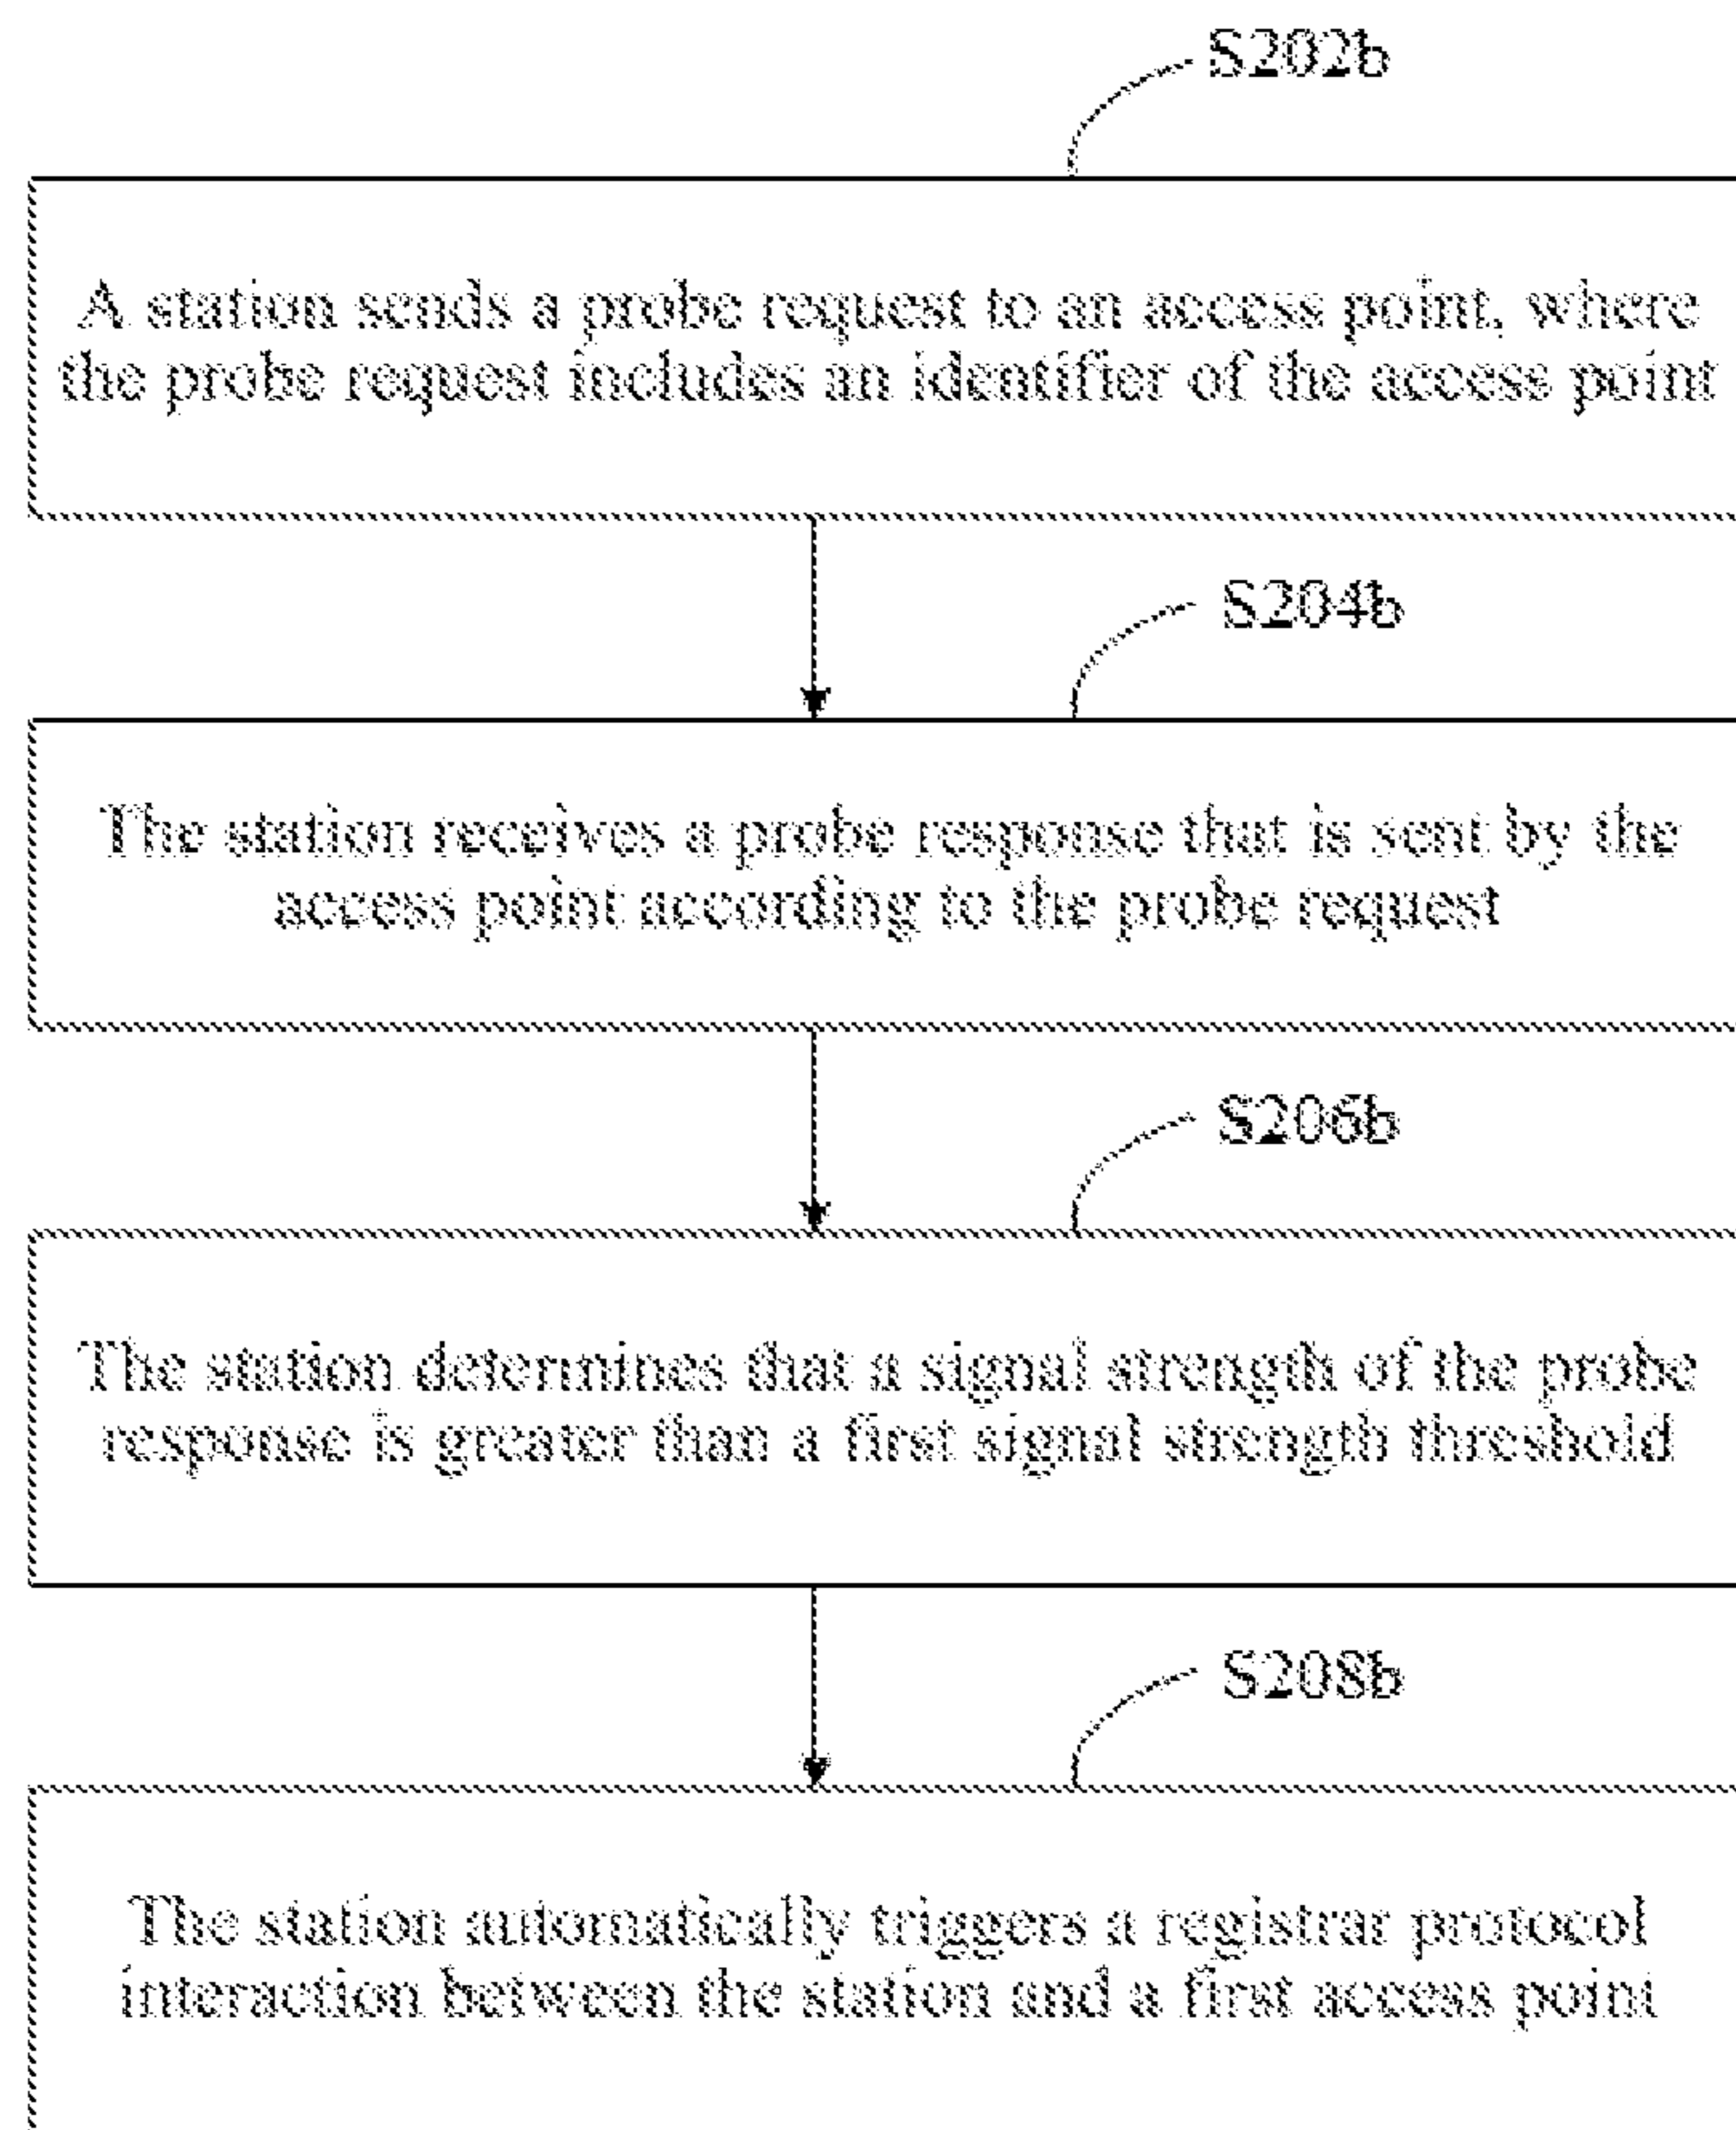 S202b
A station sends a probe request to an access point, where
the probe request includes an identifier of the access point
S204b
The station receives a probe response that is sent by the
access point according to the probe request
S206b
The station determines that a signal strength of the probe
response is greater than a first signal strength threshold
S208b
The station automatically triggers a registrar protocol
interaction between the station and a first access point